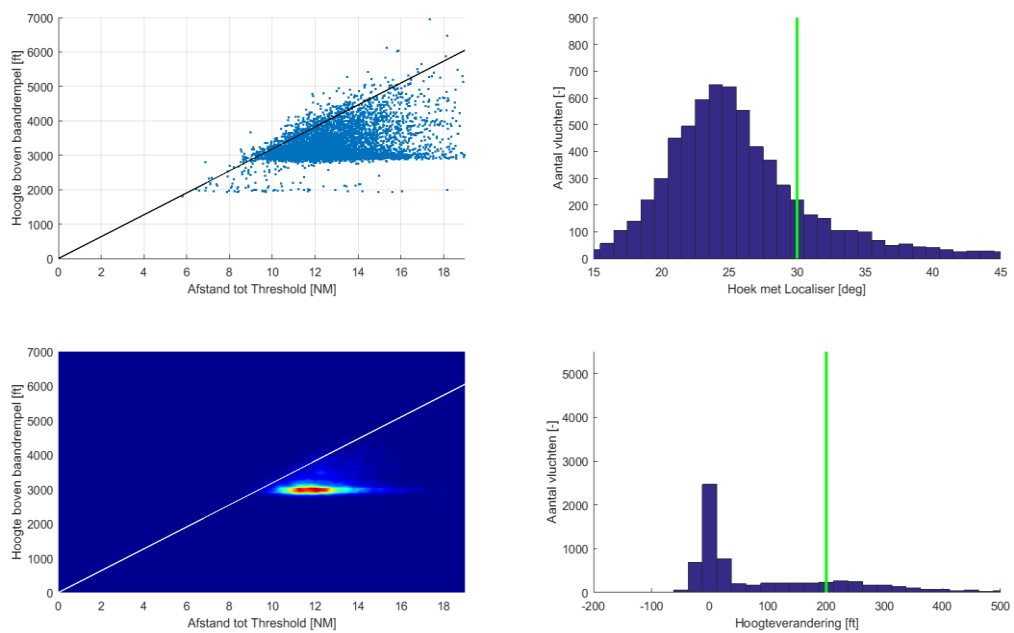 7000
6000
5000
4000
3000
2000
1000
0
Hoogte boven baandrempel [ft]
0 2 4 6 8 10 12 14 16 18
Afstand tot Threshold [NM]
900
800
700
600
500
400
300
200
100
0
Aantal vluchten [-]
15 20 25 30 35 40 45
Hoek met Localiser [deg]
7000
6000
5000
4000
3000
2000
1000
0
Hoogte boven baandrempel [ft]
0 2 4 6 8 10 12 14 16 18
Afstand tot Threshold [NM]
5000
4000
3000
2000
1000
0
Aantal vluchten [-]
-200 -100 0 100 200 300 400 500
Hoogteverandering [ft]